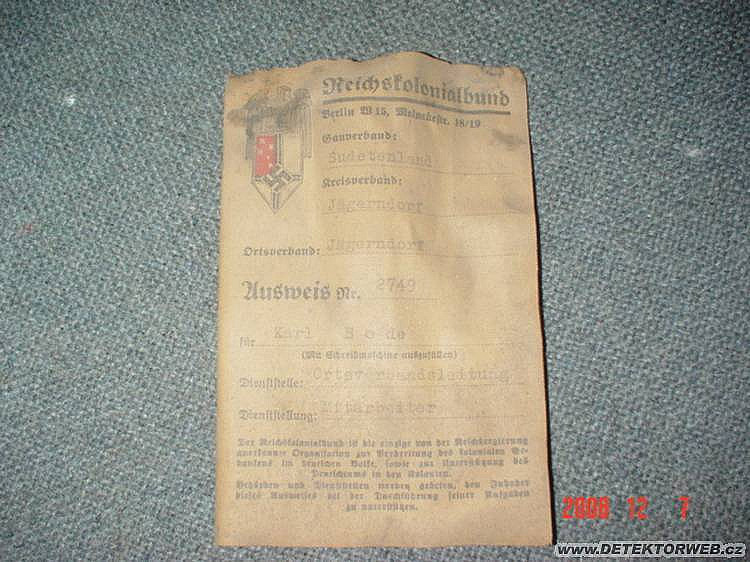 Reichskolonialbund
Berlin W 15, Meinekestr. 18/19
Gauverband:
Sudetenland
Kreisverband:
Jägerndorf
Ortsverband: Jägerndorf
Ausweis Nr. 2749
für Karl Bode
(Mit Schreibmaschine auszufüllen)
Dienststelle: Ortsverbandsleitung
Dienststellung: Mitarbeiter
Der Reichskolonialbund ist die einzige von der Reichsregierung
anerkannte Organisation zur Verbreitung des kolonialen Ge-
dankens im deutschen Volke, sowie zur Unterstützung des
Deutschtums in den Kolonien.
Behörden und Dienststellen werden gebeten, den Inhaber
dieses Ausweises bei der Durchführung seiner Aufgaben
zu unterstützen.
2008 12 7
www.DETEKTORWEB.cz